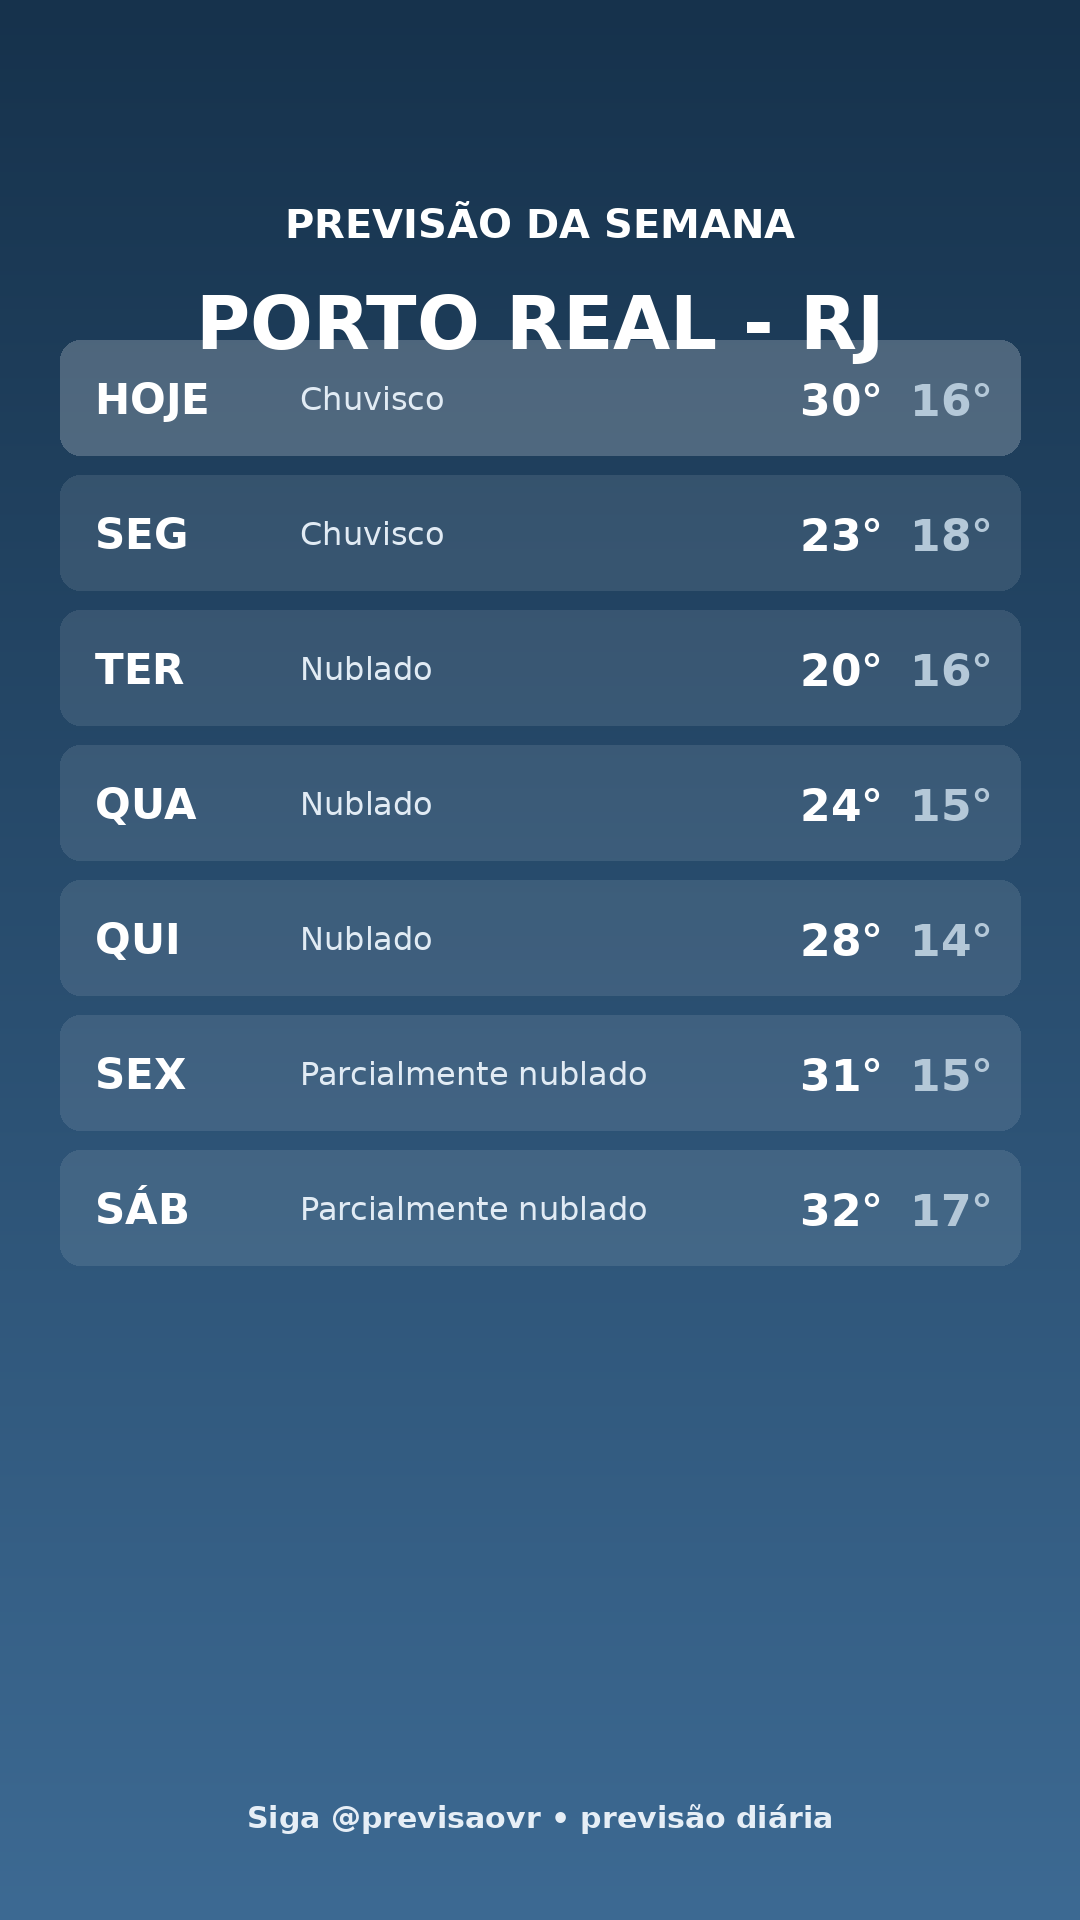 PREVISÃO DA SEMANA
PORTO REAL - RJ
HOJE Chuvisco 30° 16°
SEG Chuvisco 23° 18°
TER Nublado 20° 16°
QUA Nublado 24° 15°
QUI Nublado 28° 14°
SEX Parcialmente nublado 31° 15°
SÁB Parcialmente nublado 32° 17°
Siga @previsaovr • previsão diária